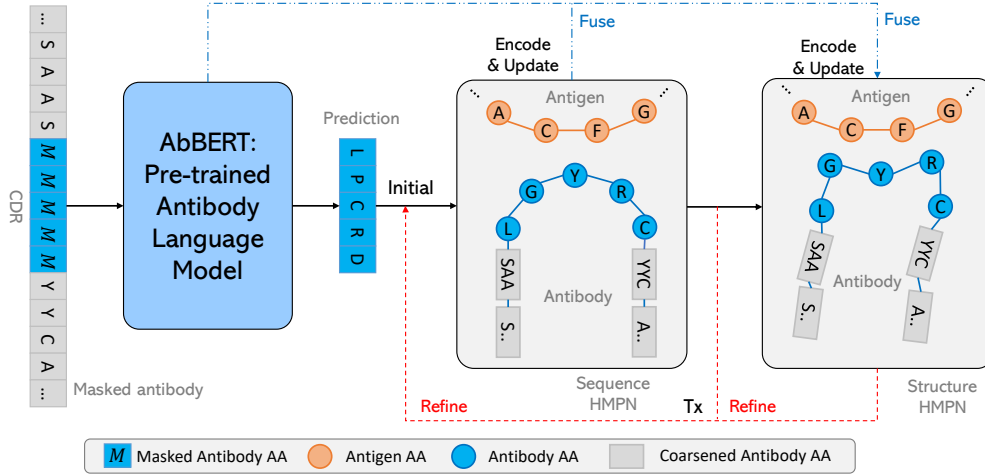 ...
S
A
A
S
M
M
M
M
M
Y
Y
C
A
...
CDR
Masked antibody
AbBERT:
Pre-trained
Antibody
Language
Model
Prediction
L
P
C
R
D
Initial
Fuse
Encode
& Update
Antigen
...
A
C
F
G
...
L
G
Y
R
C
SAA
S..
YYC
A..
Antibody
Sequence
HMPN
Fuse
Encode
& Update
Antigen
...
A
C
F
G
...
L
G
Y
R
C
SAA
S..
YYC
A..
Antibody
Structure
HMPN
Refine
Tx
Refine
M Masked Antibody AA
Antigen AA
Antibody AA
Coarsened Antibody AA